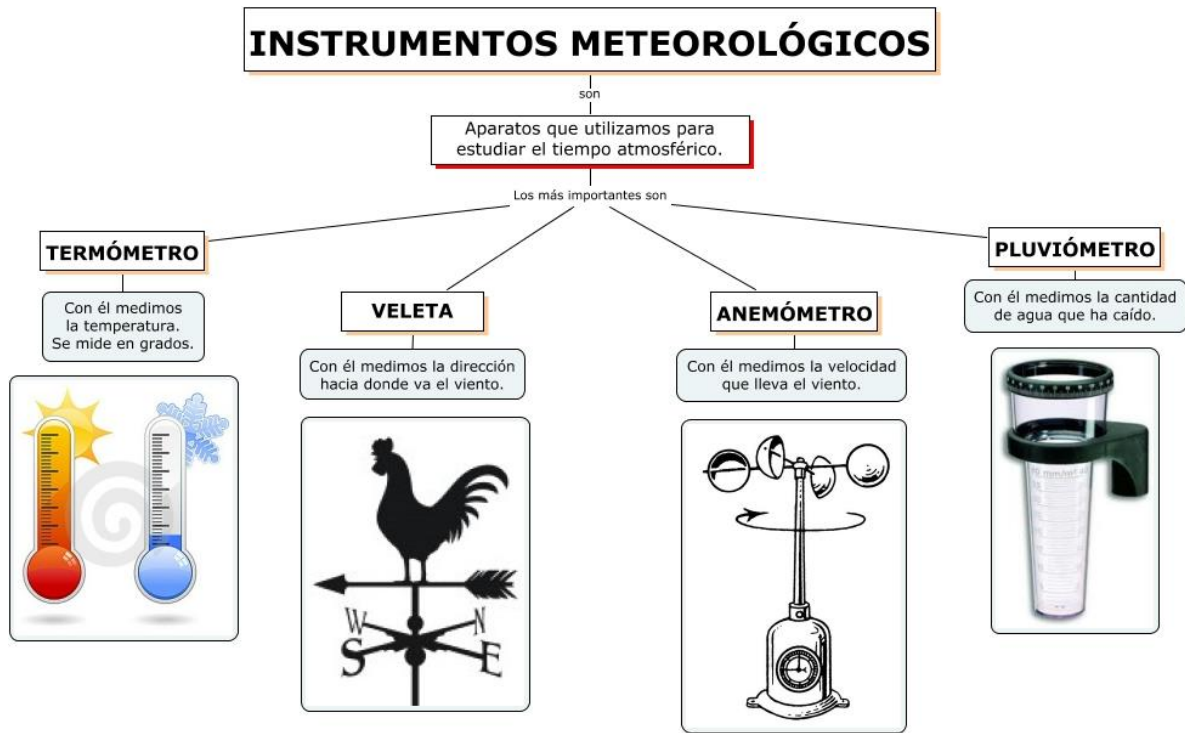 INSTRUMENTOS METEOROLÓGICOS
son
Aparatos que utilizamos para
estudiar el tiempo atmosférico.
Los más importantes son
TERMÓMETRO
Con él medimos
la temperatura.
Se mide en grados.
VELETA
Con él medimos la dirección
hacia donde va el viento.
W N
S E
ANEMÓMETRO
Con él medimos la velocidad
que lleva el viento.
PLUVIÓMETRO
Con él medimos la cantidad
de agua que ha caído.